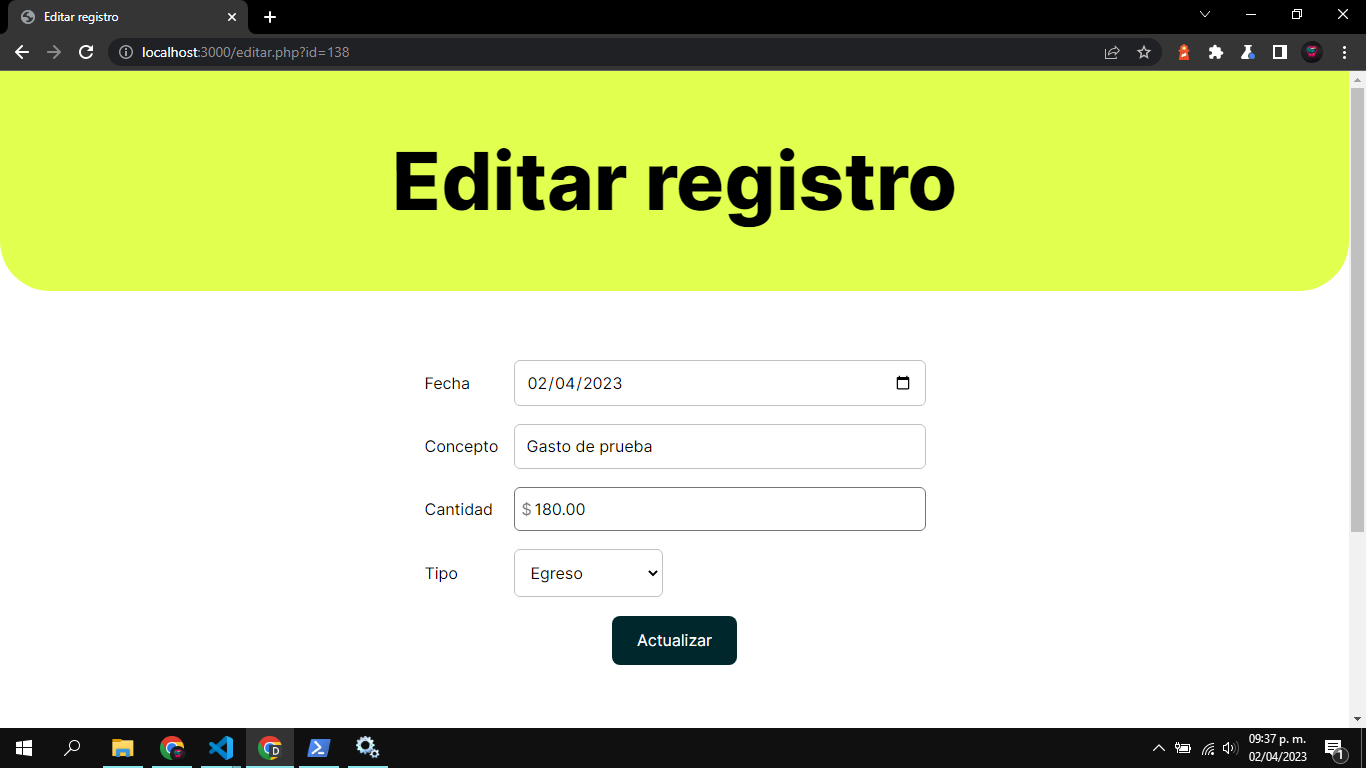 Editar registro
localhost:3000/editar.php?id=138
Editar registro
Fecha 02/04/2023
Concepto Gasto de prueba
Cantidad $ 180.00
Tipo Egreso
Actualizar
09:37 p. m.
02/04/2023
D
1